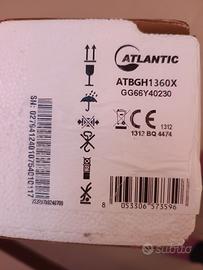 ATLANTIC
ATBGH1360X
GG66Y40230
1312
1312 BQ 4474
8 053306 573596
subito